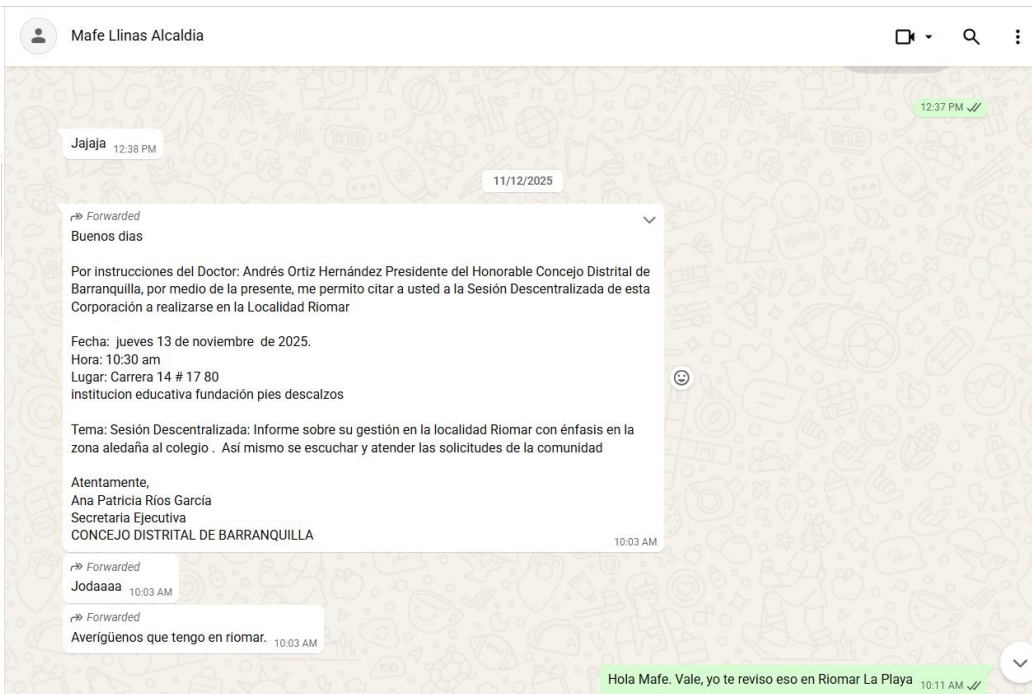 Mafe Llinas Alcaldia
12:37 PM
Jajaja 12:38 PM
11/12/2025
Forwarded
Buenos dias
Por instrucciones del Doctor: Andrés Ortiz Hernández Presidente del Honorable Concejo Distrital de
Barranquilla, por medio de la presente, me permito citar a usted a la Sesión Descentralizada de esta
Corporación a realizarse en la Localidad Riomar
Fecha:  jueves 13 de noviembre  de 2025.
Hora: 10:30 am
Lugar: Carrera 14 # 17 80
institucion educativa fundación pies descalzos
Tema: Sesión Descentralizada: Informe sobre su gestión en la localidad Riomar con énfasis en la
zona aledaña al colegio .  Así mismo se escuchar y atender las solicitudes de la comunidad
Atentamente,
Ana Patricia Ríos García
Secretaria Ejecutiva
CONCEJO DISTRITAL DE BARRANQUILLA
10:03 AM
Forwarded
Jodaaaa 10:03 AM
Forwarded
Averígüenos que tengo en riomar. 10:03 AM
Hola Mafe. Vale, yo te reviso eso en Riomar La Playa 10:11 AM